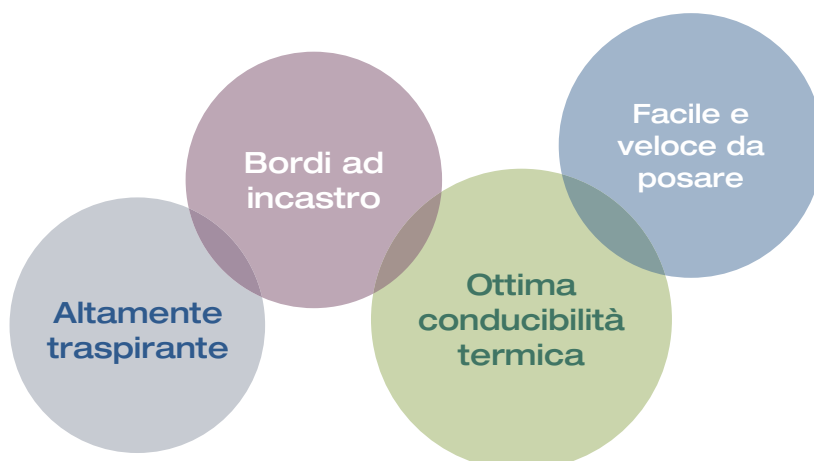 Altamente
traspirante
Bordi ad
incastro
Ottima
conducibilità
termica
Facile e
veloce da
posare